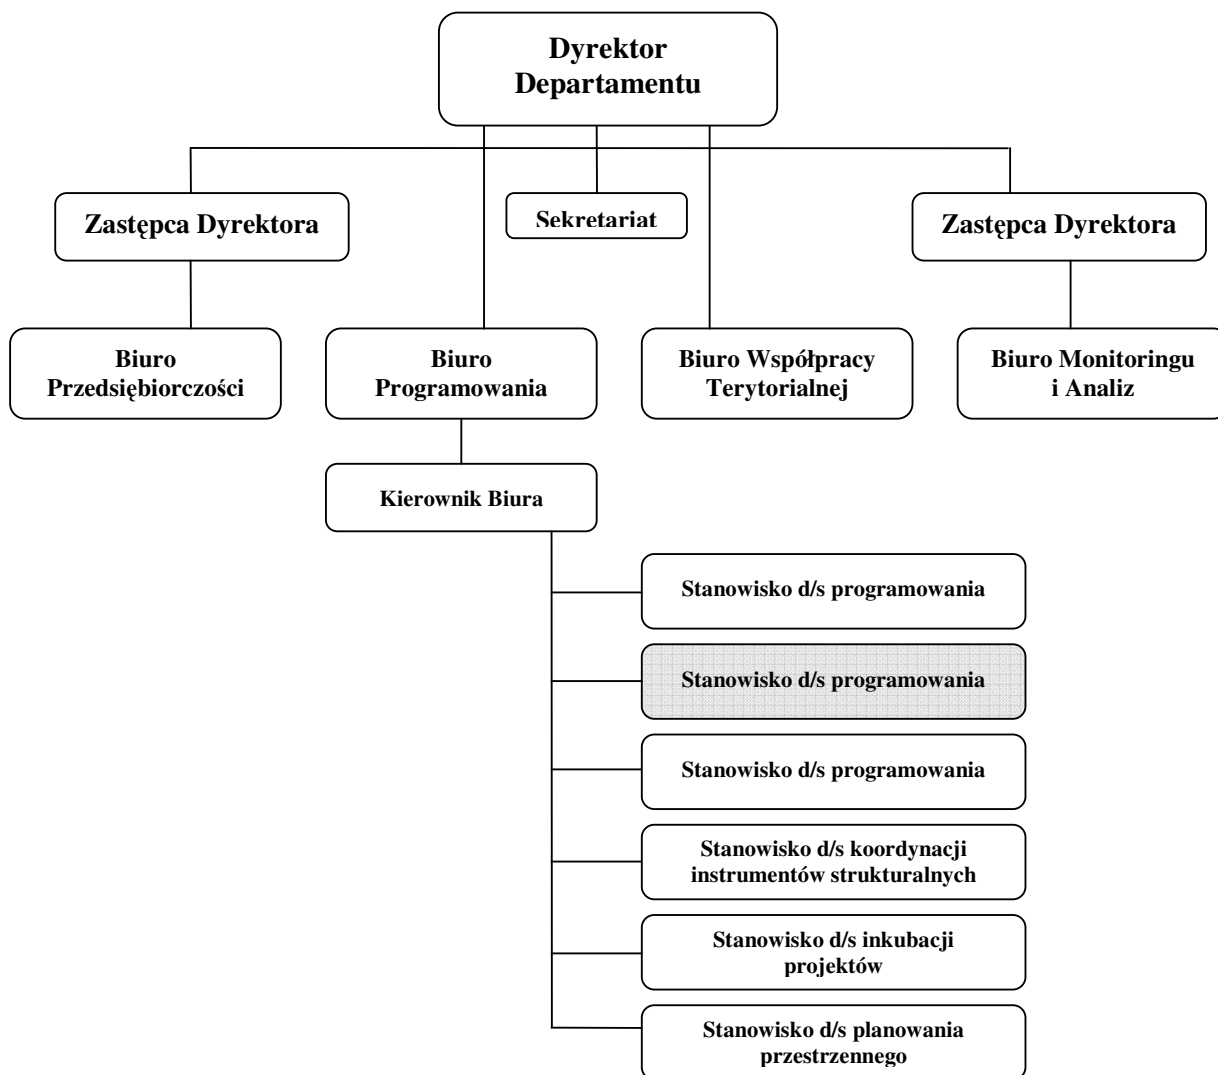 Dyrektor
Departamentu
Zastępca Dyrektora
Sekretariat
Zastępca Dyrektora
Biuro
Przedsiębiorczości
Biuro
Programowania
Biuro Współpracy
Terytorialnej
Biuro Monitoringu
i Analiz
Kierownik Biura
Stanowisko d/s programowania
Stanowisko d/s programowania
Stanowisko d/s programowania
Stanowisko d/s koordynacji
instrumentów strukturalnych
Stanowisko d/s inkubacji
projektów
Stanowisko d/s planowania
przestrzennego